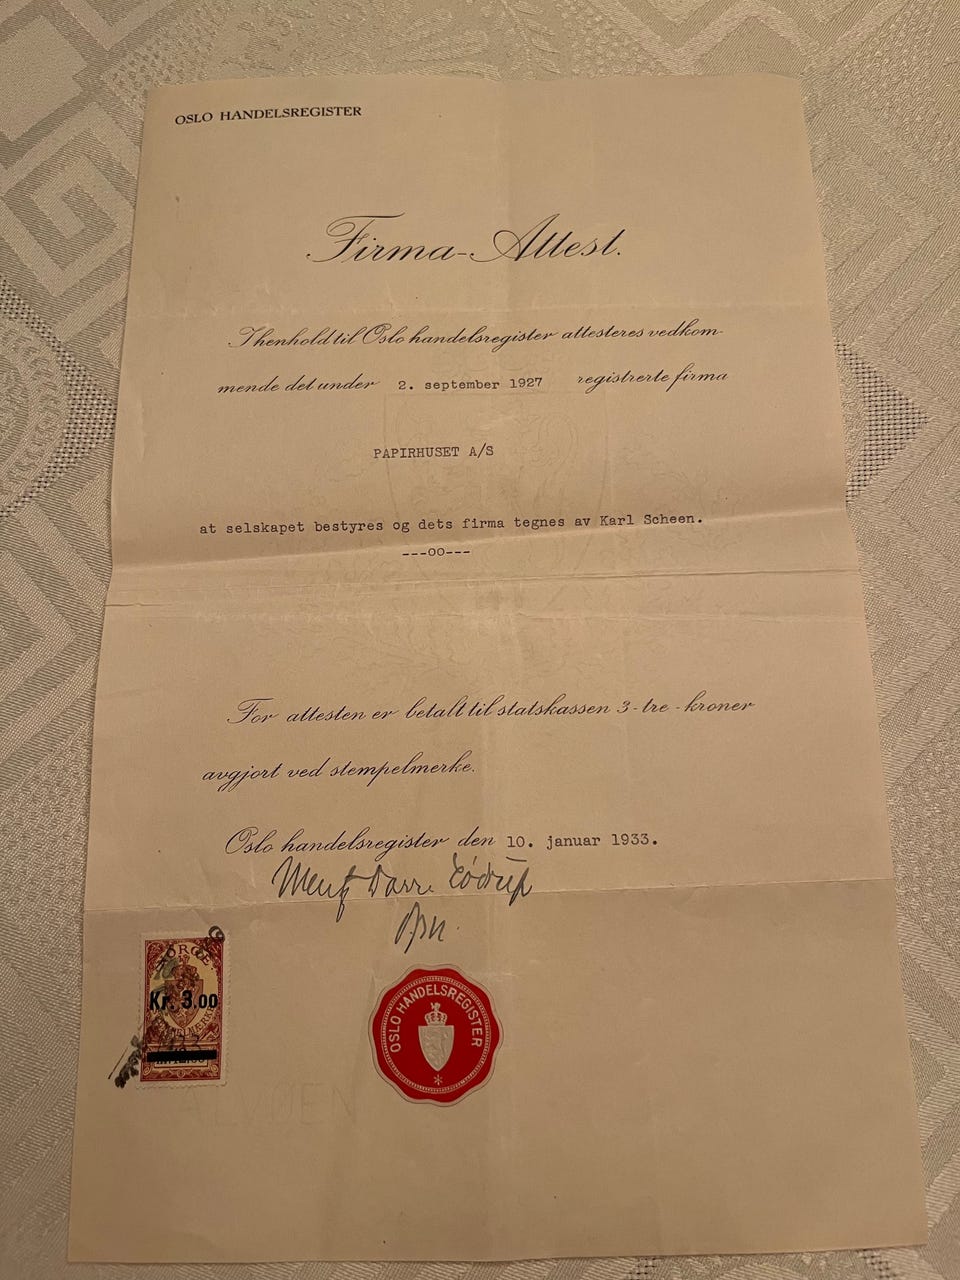 OSLO HANDELSREGISTER
Firma-Attest.
I henhold til Oslo handelsregister attesteres vedkom-
mende det under 2. september 1927 registrerte firma
PAPIRHUSET A/S
at selskapet bestyres og dets firma tegnes av Karl Scheen.
---oo---
For attesten er betalt til statskassen 3 - tre - kroner
avgjort ved stempelmerke.
Oslo handelsregister den 10. januar 1933.
NORGE
Kr. 3.00
OSLO HANDELSREGISTER
ALVØEN